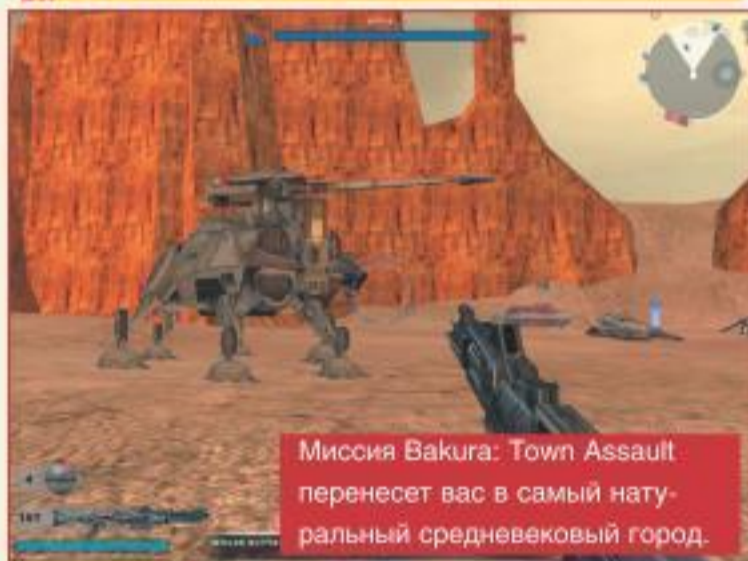 Миссия Bakura: Town Assault
перенесет вас в самый нату-
ральный средневековый город.